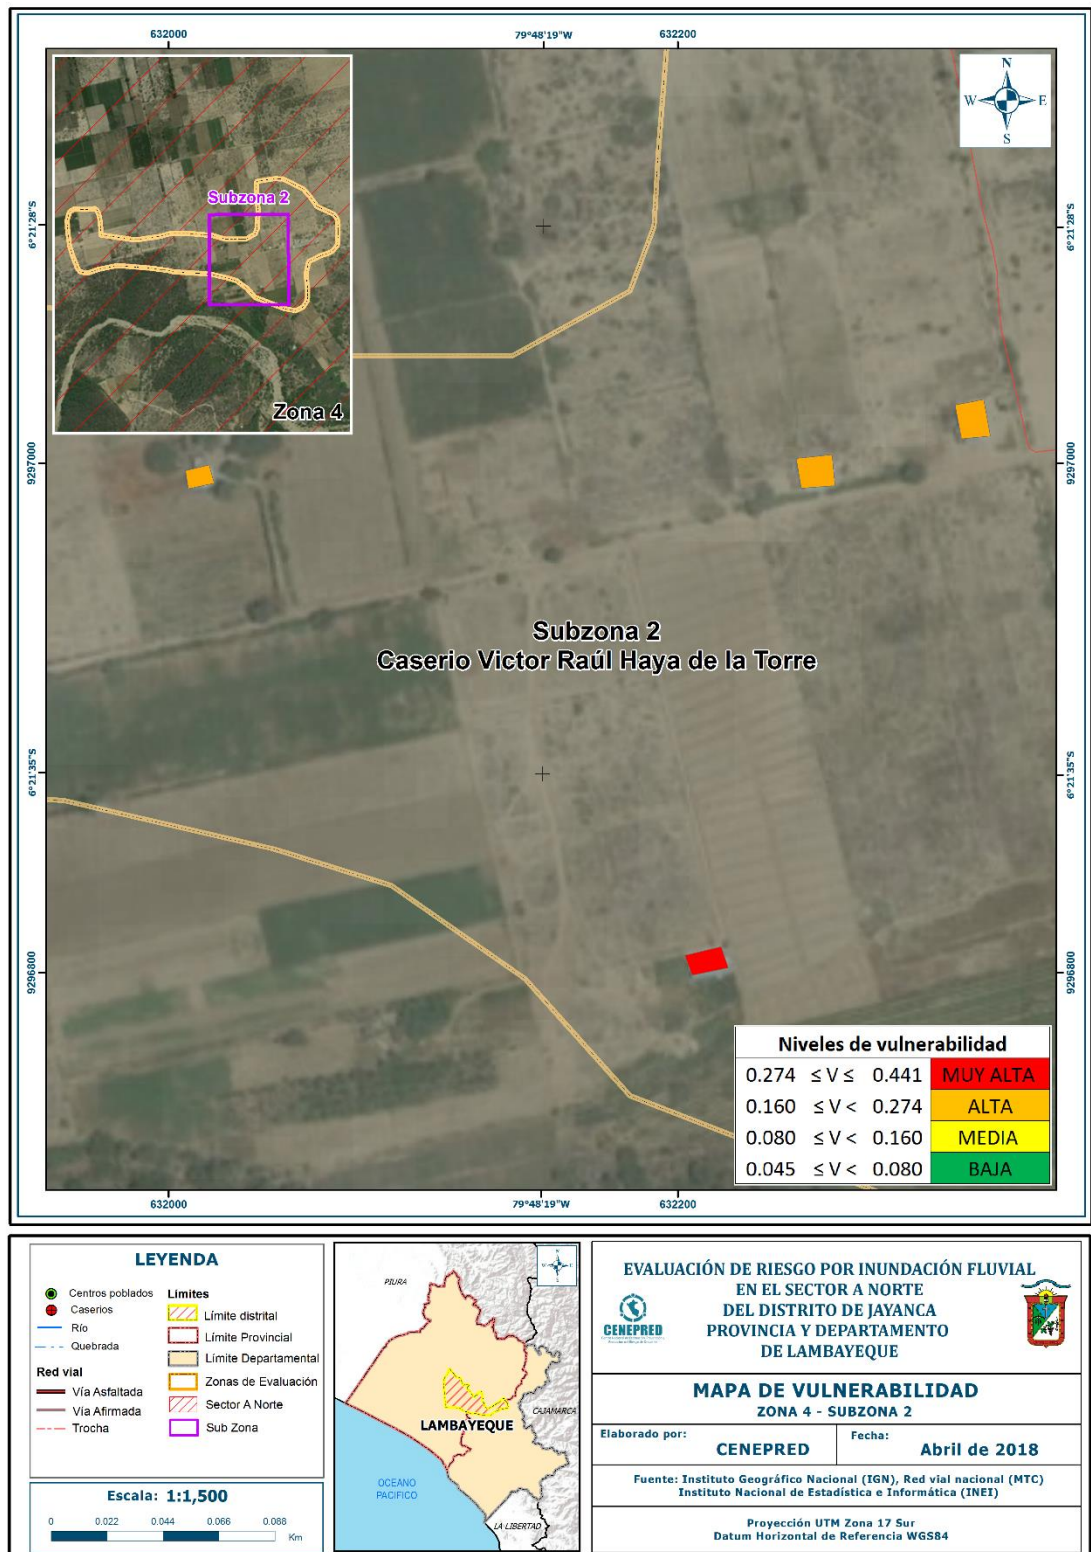 632000
79°48'19"W
632200
N
W
E
S
Subzona 2
Zona 4
6°21'28"S
6°21'28"S
9297000
9297000
Subzona 2
Caserio Victor Raúl Haya de la Torre
6°21'35"S
6°21'35"S
9296800
9296800
Niveles de vulnerabilidad
0.274 ≤ V ≤ 0.441 MUY ALTA
0.160 ≤ V < 0.274 ALTA
0.080 ≤ V < 0.160 MEDIA
0.045 ≤ V < 0.080 BAJA
632000
79°48'19"W
632200
LEYENDA
Centros poblados
Caserios
Río
Quebrada
Red vial
Vía Asfaltada
Vía Afirmada
Trocha
Límites
Límite distrital
Límite Provincial
Límite Departamental
Zonas de Evaluación
Sector A Norte
Sub Zona
Escala: 1:1,500
0 0.022 0.044 0.066 0.088
Km
PIURA
CAJAMARCA
LAMBAYEQUE
OCEANO
PACIFICO
LA LIBERTAD
EVALUACIÓN DE RIESGO POR INUNDACIÓN FLUVIAL
EN EL SECTOR A NORTE
DEL DISTRITO DE JAYANCA
PROVINCIA Y DEPARTAMENTO
DE LAMBAYEQUE
CENEPRED
MAPA DE VULNERABILIDAD
ZONA 4 - SUBZONA 2
Elaborado por:
CENEPRED
Fecha:
Abril de 2018
Fuente: Instituto Geográfico Nacional (IGN), Red vial nacional (MTC)
Instituto Nacional de Estadística e Informática (INEI)
Proyección UTM Zona 17 Sur
Datum Horizontal de Referencia WGS84